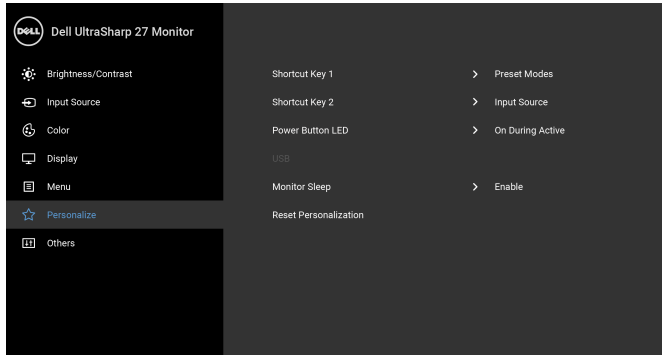 DELL Dell UltraSharp 27 Monitor
Brightness/Contrast
Input Source
Color
Display
Menu
Personalize
Others
Shortcut Key 1 > Preset Modes
Shortcut Key 2 > Input Source
Power Button LED > On During Active
USB
Monitor Sleep > Enable
Reset Personalization